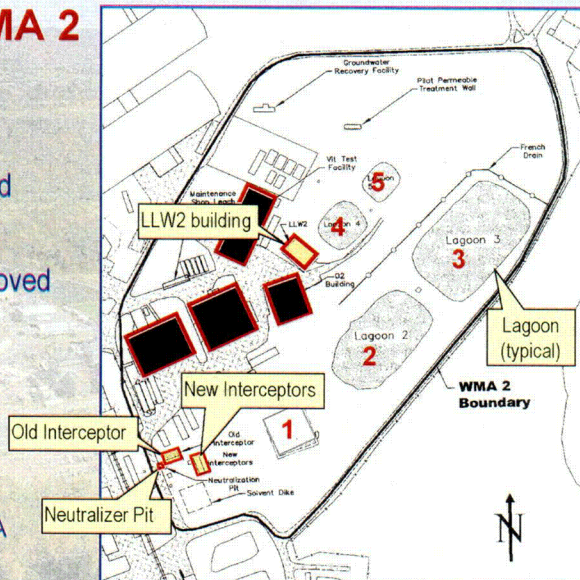 MA 2
Groundwater
Recovery Facility
Pilot Permeable
Treatment Wall
French
Drain
Vit Test
Facility
5
Maintenance
LLW2 building
LLW2
Lagoon 4
4
d
Lagoon 3
3
oved
02
Building
Lagoon
(typical)
Lagoon 2
2
WMA 2
Boundary
New Interceptors
Old Interceptor
1
Old
Interceptor
New
Interceptors
Neutralization
Pit
Solvent Dike
Neutralizer Pit
N
A